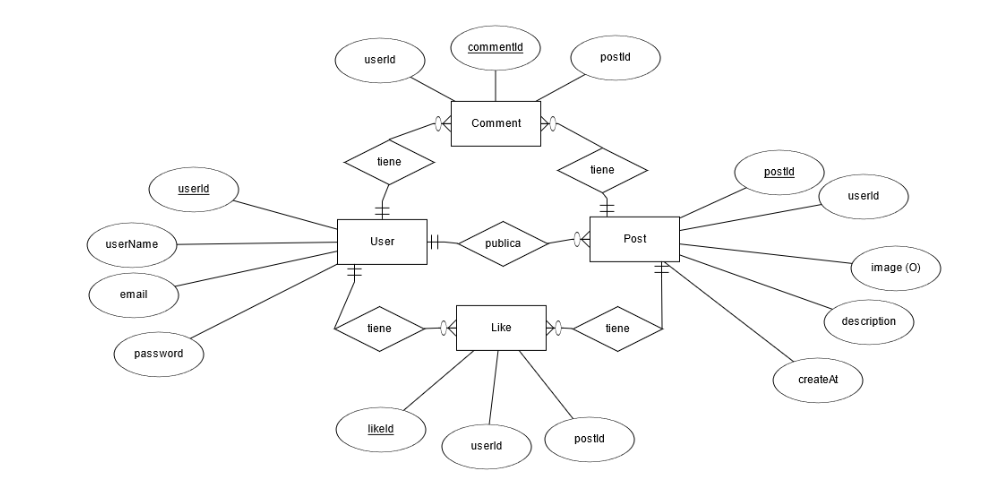 commentId
userId
postId
Comment
tiene
tiene
postId
userId
userId
User
publica
Post
userName
image (O)
email
description
tiene
Like
tiene
password
createAt
likeId
userId
postId